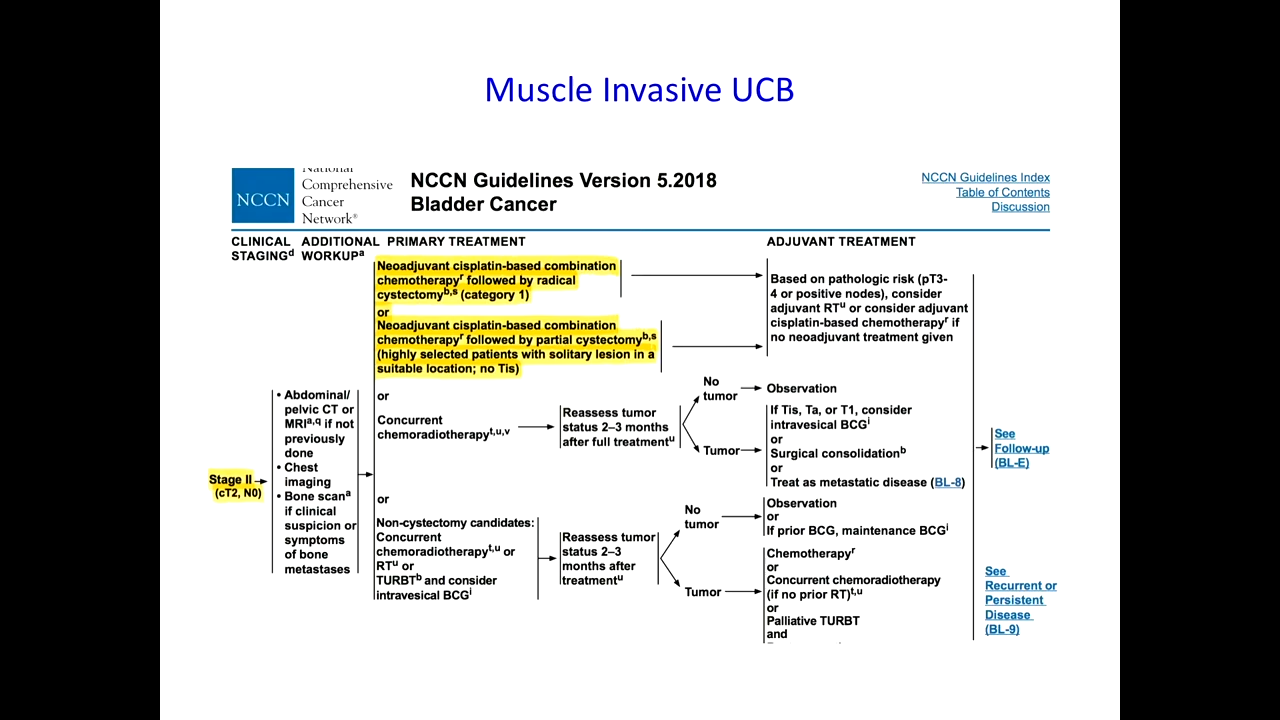 Muscle Invasive UCB
National
Comprehensive
Cancer
Network®
NCCN
NCCN Guidelines Version 5.2018
Bladder Cancer
NCCN Guidelines Index
Table of Contents
Discussion
CLINICAL
STAGINGᵈ
ADDITIONAL
WORKUPᵃ
PRIMARY TREATMENT
ADJUVANT TREATMENT
Stage II
(cT2, N0)
• Abdominal/
pelvic CT or
MRIᵃ,q if not
previously
done
• Chest
imaging
• Bone scanᵃ
if clinical
suspicion or
symptoms
of bone
metastases
Neoadjuvant cisplatin-based combination
chemotherapyʳ followed by radical
cystectomyᵇ,ˢ (category 1)
or
Neoadjuvant cisplatin-based combination
chemotherapyʳ followed by partial cystectomyᵇ,ˢ
(highly selected patients with solitary lesion in a
suitable location; no Tis)
Based on pathologic risk (pT3-
4 or positive nodes), consider
adjuvant RTᵘ or consider adjuvant
cisplatin-based chemotherapyʳ if
no neoadjuvant treatment given
or
Concurrent
chemoradiotherapyᵗ,ᵘ,ᵛ
Reassess tumor
status 2–3 months
after full treatmentᵘ
No
tumor
Observation
Tumor
If Tis, Ta, or T1, consider
intravesical BCGⁱ
or
Surgical consolidationᵇ
or
Treat as metastatic disease (BL-8)
or
Non-cystectomy candidates:
Concurrent
chemoradiotherapyᵗ,ᵘ or
RTᵘ or
TURBTᵇ and consider
intravesical BCGⁱ
Reassess tumor
status 2–3
months after
treatmentᵘ
No
tumor
Observation
or
If prior BCG, maintenance BCGⁱ
Tumor
Chemotherapyʳ
or
Concurrent chemoradiotherapy
(if no prior RT)ᵗ,ᵘ
or
Palliative TURBT
and
See
Follow-up
(BL-E)
See
Recurrent or
Persistent
Disease
(BL-9)